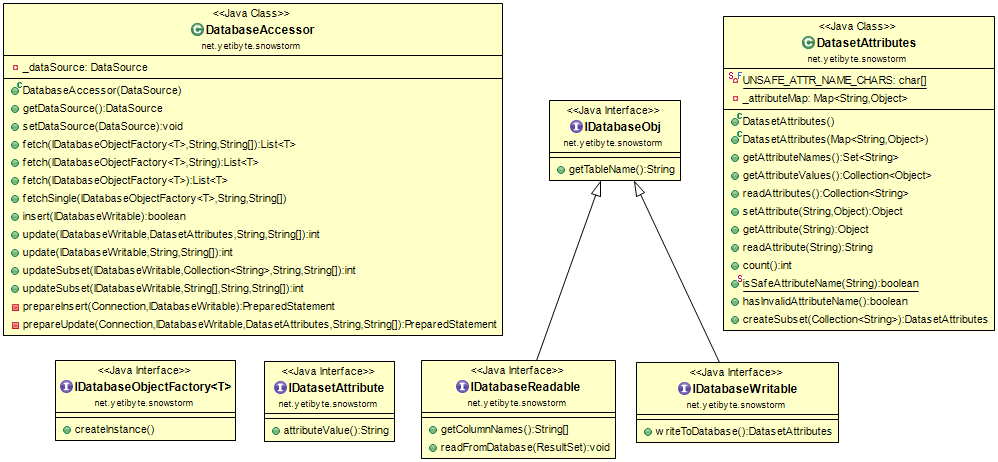 <<Java Class>>
DatabaseAccessor
net.yetibyte.snowstorm
_dataSource: DataSource
DatabaseAccessor(DataSource)
getDataSource():DataSource
setDataSource(DataSource):void
fetch(IDatabaseObjectFactory<T>,String,String[]):List<T>
fetch(IDatabaseObjectFactory<T>,String):List<T>
fetch(IDatabaseObjectFactory<T>):List<T>
fetchSingle(IDatabaseObjectFactory<T>,String,String[])
insert(IDatabaseWritable):boolean
update(IDatabaseWritable,DatasetAttributes,String,String[]):int
update(IDatabaseWritable,String,String[]):int
updateSubset(IDatabaseWritable,Collection<String>,String,String[]):int
updateSubset(IDatabaseWritable,String[],String,String[]):int
prepareInsert(Connection,IDatabaseWritable):PreparedStatement
prepareUpdate(Connection,IDatabaseWritable,DatasetAttributes,String,String[]):PreparedStatement
<<Java Interface>>
IDatabaseObj
net.yetibyte.snowstorm
getTableName():String
<<Java Class>>
DatasetAttributes
net.yetibyte.snowstorm
UNSAFE_ATTR_NAME_CHARS: char[]
_attributeMap: Map<String,Object>
DatasetAttributes()
DatasetAttributes(Map<String,Object>)
getAttributeNames():Set<String>
getAttributeValues():Collection<Object>
readAttributes():Collection<String>
setAttribute(String,Object):Object
getAttribute(String):Object
readAttribute(String):String
count():int
isSafeAttributeName(String):boolean
hasInvalidAttributeName():boolean
createSubset(Collection<String>):DatasetAttributes
<<Java Interface>>
IDatabaseObjectFactory<T>
net.yetibyte.snowstorm
createInstance()
<<Java Interface>>
IDatasetAttribute
net.yetibyte.snowstorm
attributeValue():String
<<Java Interface>>
IDatabaseReadable
net.yetibyte.snowstorm
getColumnNames():String[]
readFromDatabase(ResultSet):void
<<Java Interface>>
IDatabaseWritable
net.yetibyte.snowstorm
writeToDatabase():DatasetAttributes